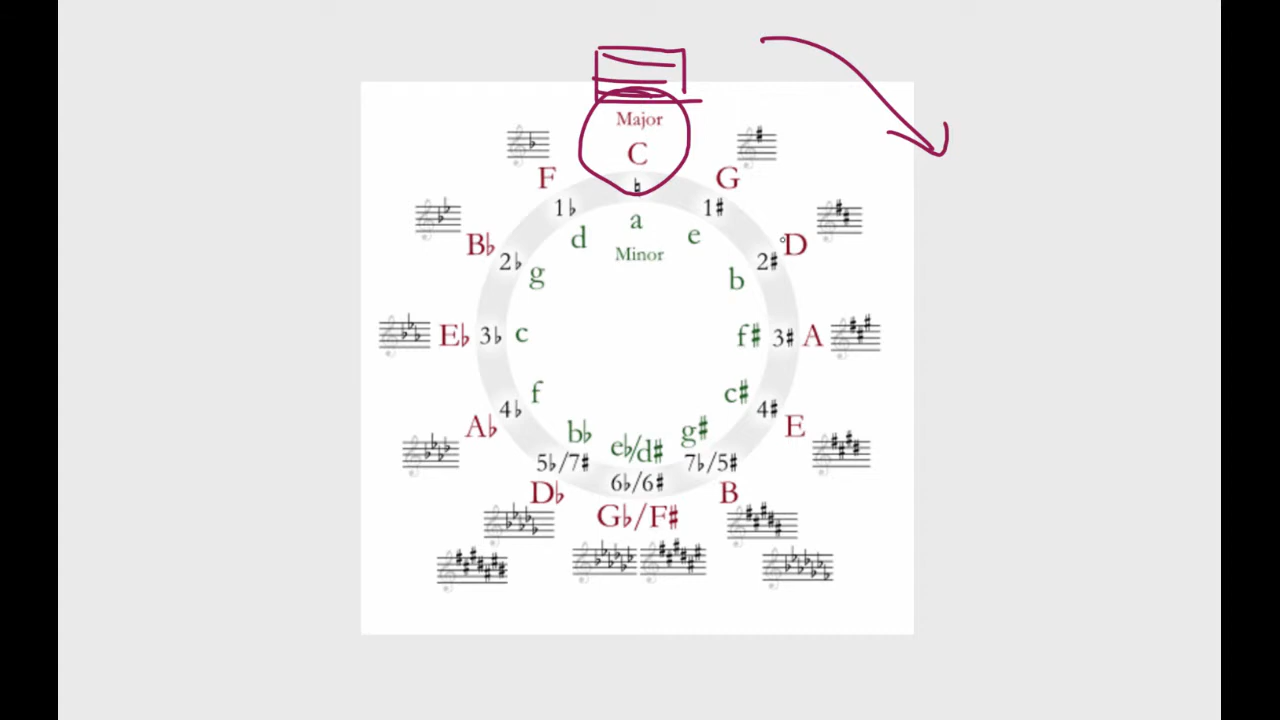 Major
C
F G
♮
1♭ 1#
a
d e
Minor
B♭ D
2♭ 2#
g b
E♭ 3♭ c f# 3# A
f c#
4♭ 4#
A♭ E
b♭ e♭/d# g#
5♭/7# 6♭/6# 7♭/5#
D♭ B
G♭/F#